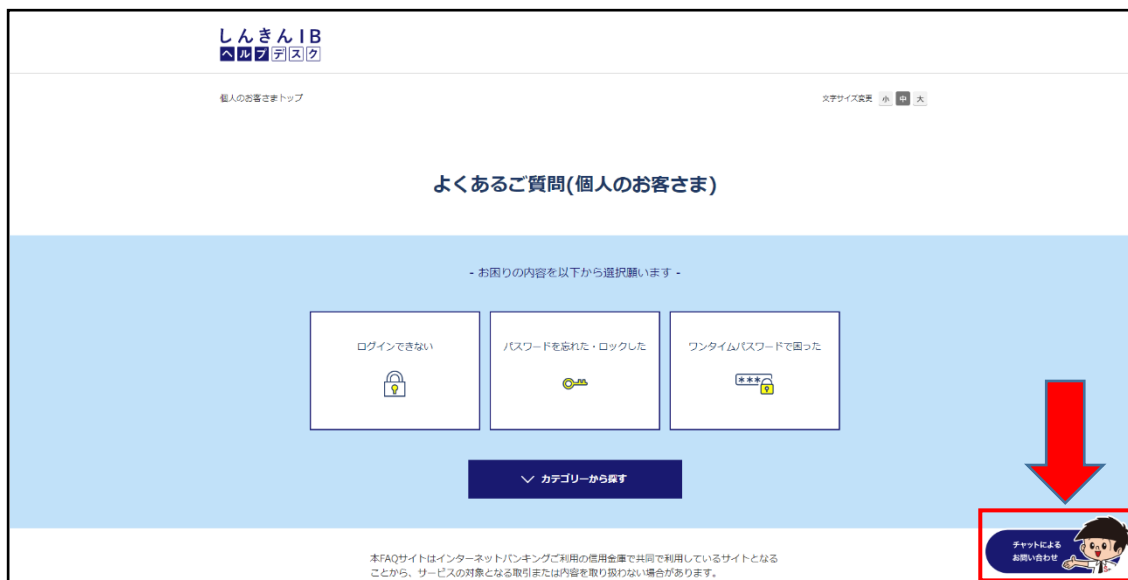 しんきんIB
ヘルプデスク
個人のお客さまトップ
文字サイズ変更 小 中 大
よくあるご質問(個人のお客さま)
- お困りの内容を以下から選択願います -
ログインできない
パスワードを忘れた・ロックした
ワンタイムパスワードで困った
***
カテゴリーから探す
チャットによる
お問い合わせ
本FAQサイトはインターネットバンキングご利用の信用金庫で共同で利用しているサイトとなる
ことから、サービスの対象となる取引または内容を取り扱わない場合があります。